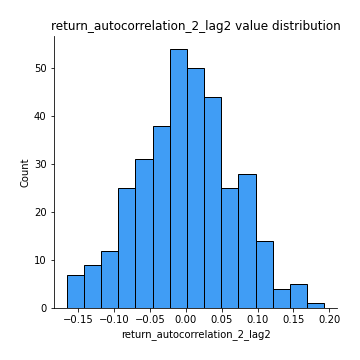 return_autocorrelation_2_lag2 value distribution
50
40
30
20
10
0
Count
−0.15 −0.10 −0.05 0.00 0.05 0.10 0.15 0.20
return_autocorrelation_2_lag2